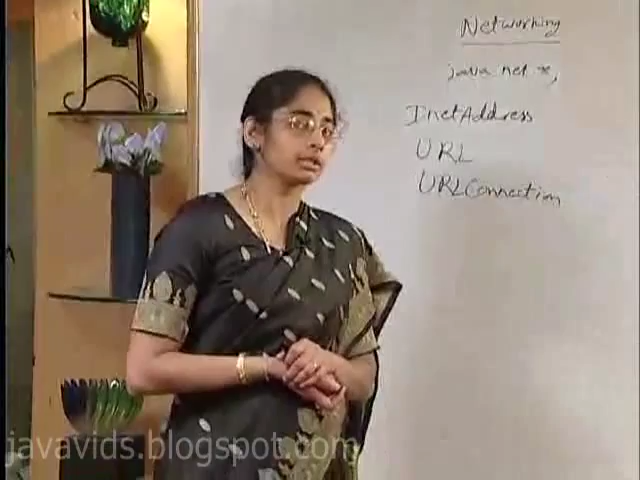 Networking
java.net.*;
InetAddress
URL
URLConnection
javavids.blogspot.com